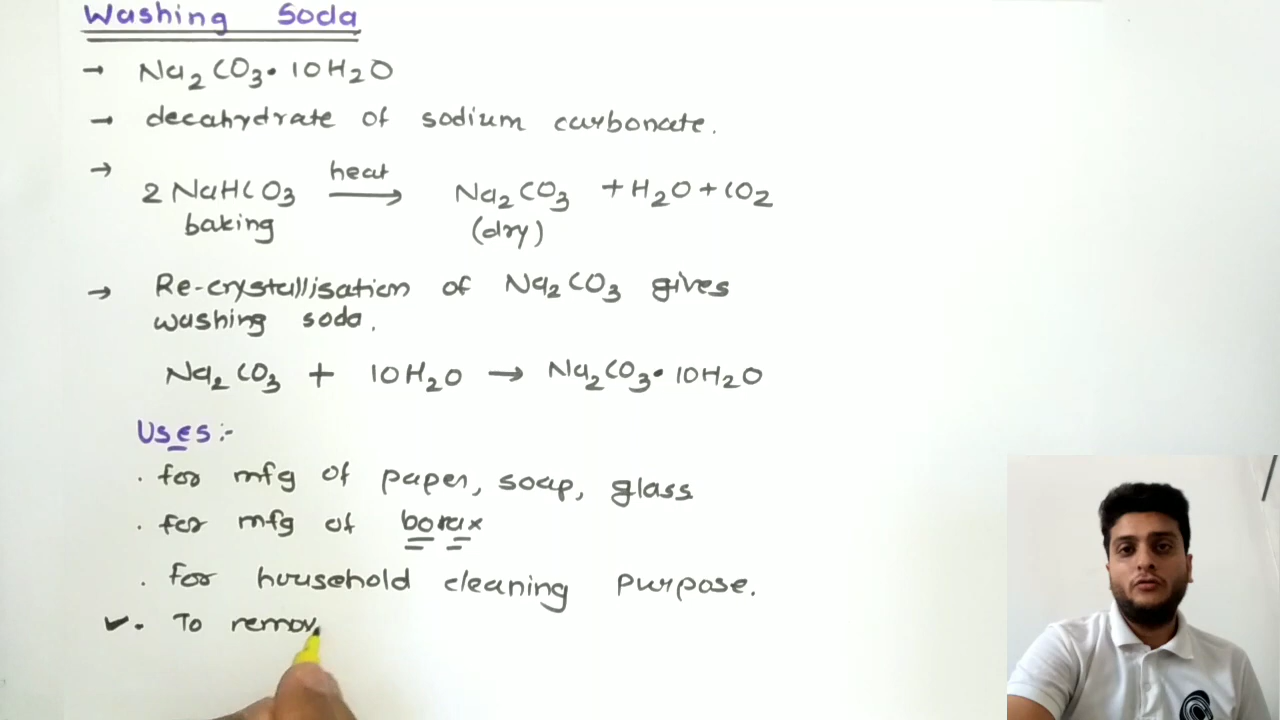 Washing Soda
→ Na₂CO₃·10H₂O
→ decahydrate of sodium carbonate.
→ 2 NaHCO₃ heat → Na₂CO₃ + H₂O + CO₂
baking (dry)
→ Re-crystallisation of Na₂CO₃ gives
washing soda.
Na₂CO₃ + 10H₂O → Na₂CO₃·10H₂O
Uses :-
. for mfg of paper, soap, glass
. for mfg of borax
. for household cleaning purpose.
✓. To remov